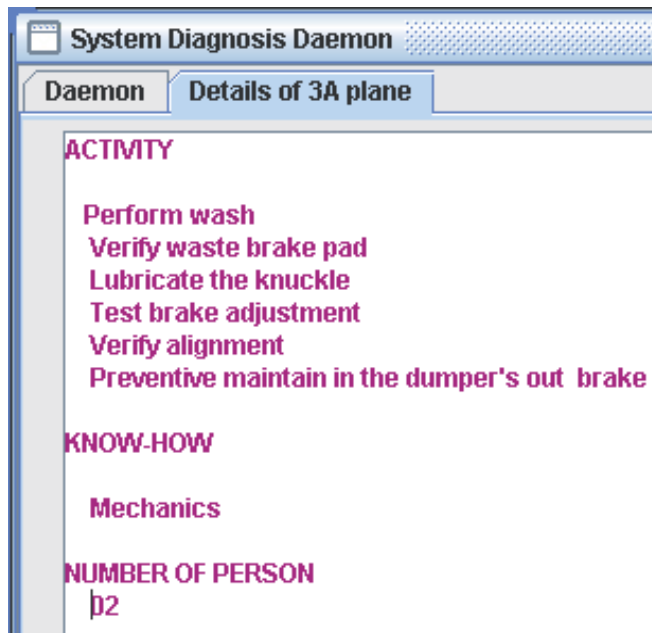 System Diagnosis Daemon
Daemon Details of 3A plane
ACTIVITY
Perform wash
Verify waste brake pad
Lubricate the knuckle
Test brake adjustment
Verify alignment
Preventive maintain in the dumper's out brake
KNOW-HOW
Mechanics
NUMBER OF PERSON
02